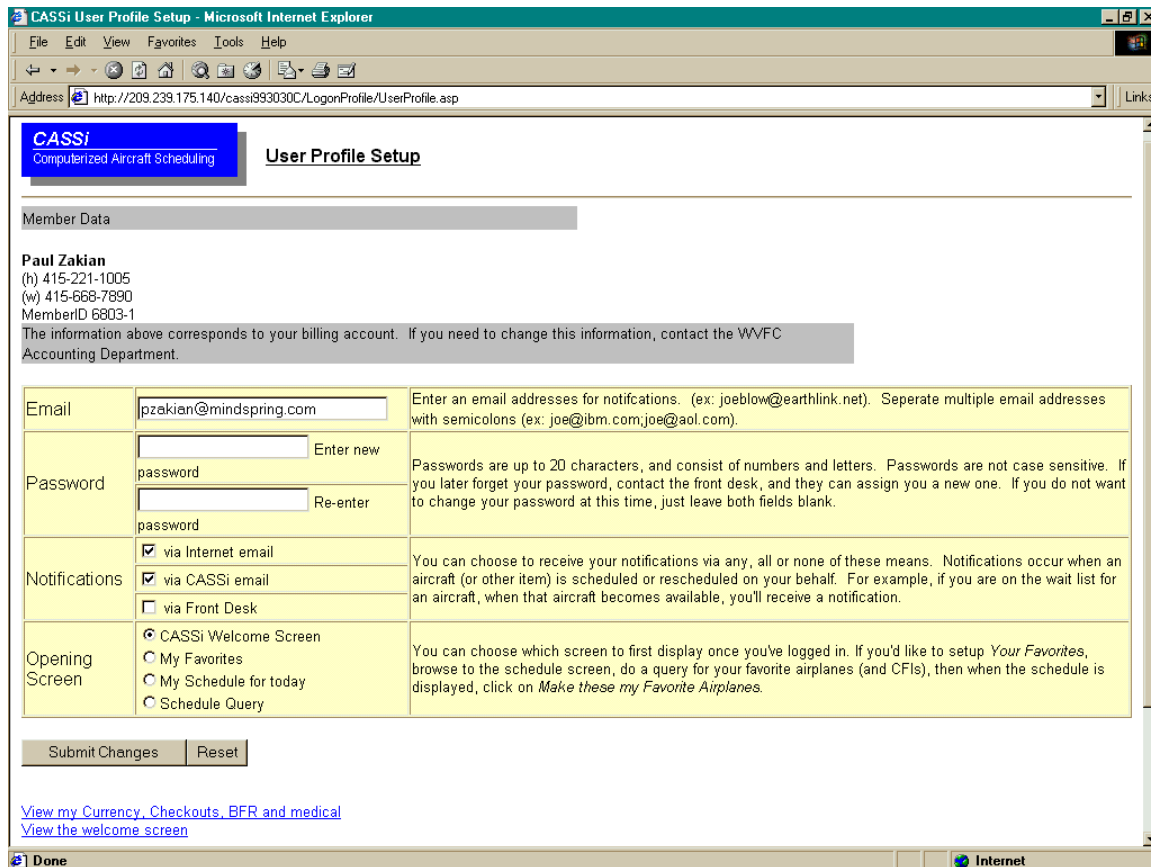 CASSi User Profile Setup - Microsoft Internet Explorer
File Edit View Favorites Tools Help
Address http://209.239.175.140/cassi993030C/LogonProfile/UserProfile.asp Links
CASSi
Computerized Aircraft Scheduling
User Profile Setup
Member Data
Paul Zakian
(h) 415-221-1005
(w) 415-668-7890
MemberID 6803-1
The information above corresponds to your billing account. If you need to change this information, contact the WVFC
Accounting Department.
Email
pzakian@mindspring.com
Enter an email addresses for notifcations. (ex: joeblow@earthlink.net). Seperate multiple email addresses
with semicolons (ex: joe@ibm.com;joe@aol.com).
Password
Enter new
password
Re-enter
password
Passwords are up to 20 characters, and consist of numbers and letters. Passwords are not case sensitive. If
you later forget your password, contact the front desk, and they can assign you a new one. If you do not want
to change your password at this time, just leave both fields blank.
Notifications
via Internet email
via CASSi email
via Front Desk
You can choose to receive your notifications via any, all or none of these means. Notifications occur when an
aircraft (or other item) is scheduled or rescheduled on your behalf. For example, if you are on the wait list for
an aircraft, when that aircraft becomes available, you'll receive a notification.
Opening
Screen
CASSi Welcome Screen
My Favorites
My Schedule for today
Schedule Query
You can choose which screen to first display once you've logged in. If you'd like to setup Your Favorites,
browse to the schedule screen, do a query for your favorite airplanes (and CFIs), then when the schedule is
displayed, click on Make these my Favorite Airplanes.
Submit Changes Reset
View my Currency, Checkouts, BFR and medical
View the welcome screen
Done Internet